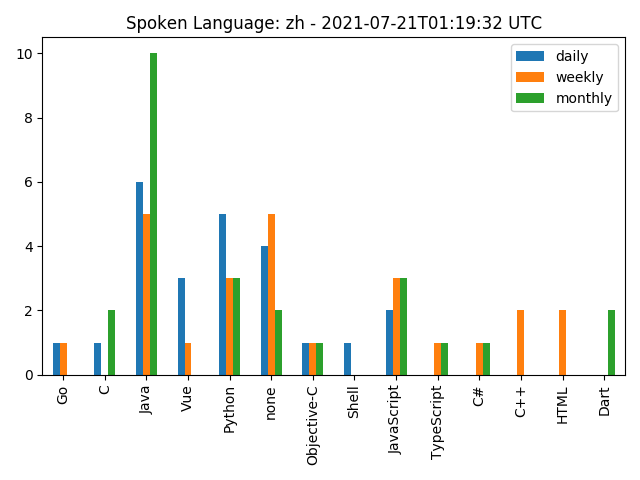 Spoken Language: zh - 2021-07-21T01:19:32 UTC
daily
weekly
monthly
10
8
6
4
2
0
Go
C
Java
Vue
Python
none
Objective-C
Shell
JavaScript
TypeScript
C#
C++
HTML
Dart